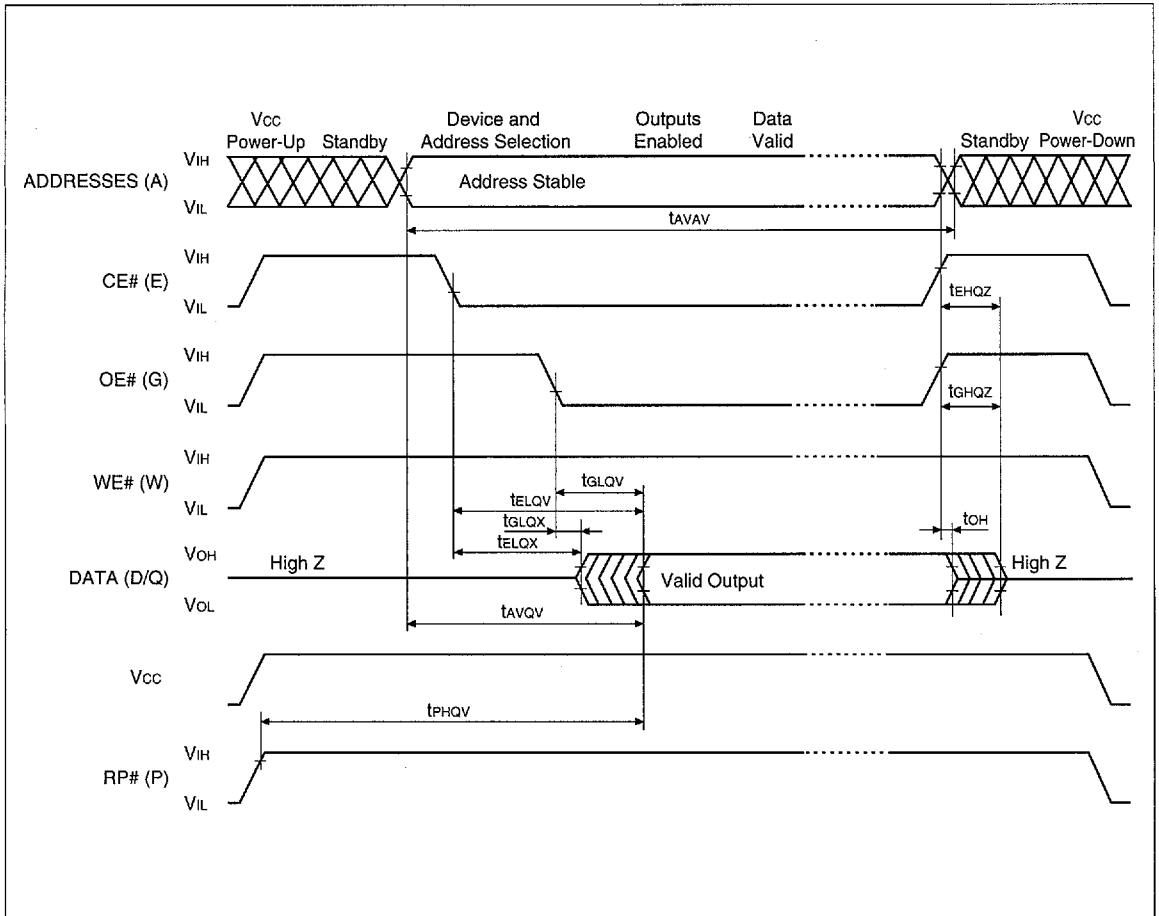 Vcc Device and Outputs Data Vcc
Power-Up Standby Address Selection Enabled Valid Standby Power-Down
VIH
ADDRESSES (A) Address Stable
VIL
tAVAV
VIH
CE# (E)
VIL
tEHQZ
VIH
OE# (G)
VIL
tGHQZ
VIH
WE# (W)
VIL
tGLQV
tELQV
tGLQX
tOH
tELQX
VOH
High Z High Z
DATA (D/Q) Valid Output
VOL
tAVQV
Vcc
tPHQV
VIH
RP# (P)
VIL